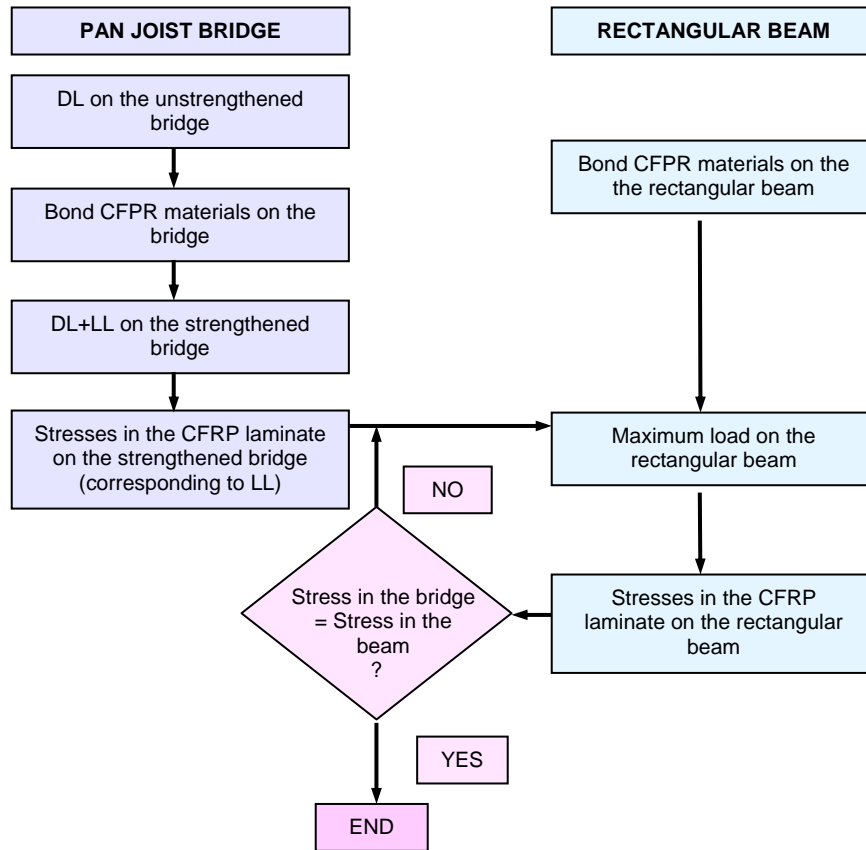 PAN JOIST BRIDGE
DL on the unstrengthened
bridge
Bond CFPR materials on the
bridge
DL+LL on the strengthened
bridge
Stresses in the CFRP laminate
on the strengthened bridge
(corresponding to LL)
RECTANGULAR BEAM
Bond CFPR materials on the
the rectangular beam
Maximum load on the
rectangular beam
Stresses in the CFRP
laminate on the rectangular
beam
NO
Stress in the bridge
= Stress in the
beam
?
YES
END